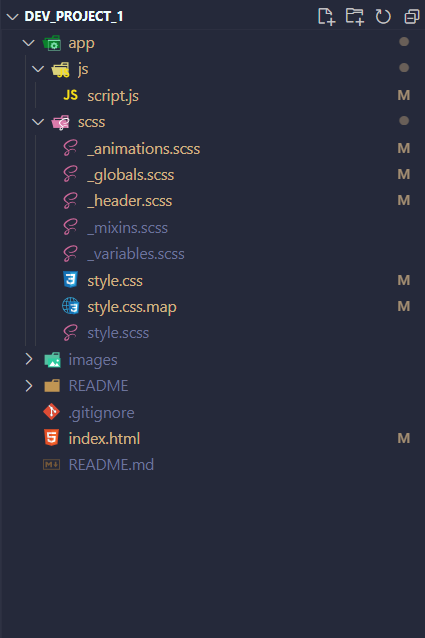 DEV_PROJECT_1
app
js
JS script.js M
scss
_animations.scss M
_globals.scss M
_header.scss M
_mixins.scss
_variables.scss
style.css M
style.css.map M
style.scss
images
README
.gitignore
index.html M
README.md